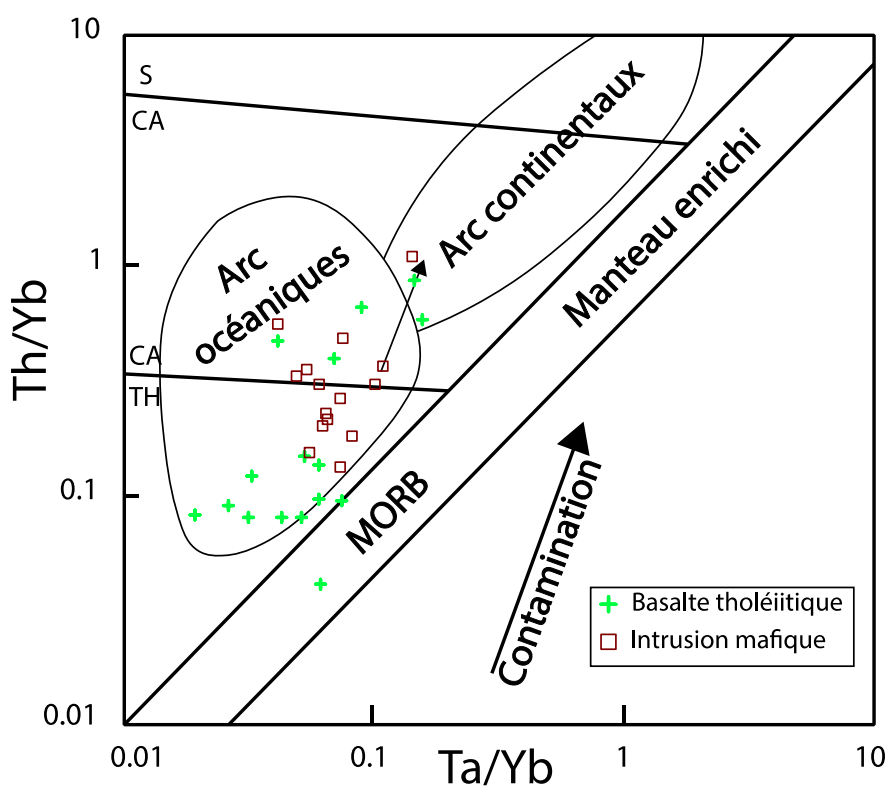 10
S
CA
Arc continentaux
Manteau enrichi
1
Arc
océaniques
Th/Yb
CA
TH
0.1
MORB
Contamination
Basalte tholéiitique
Intrusion mafique
0.01
0.01
0.1
1
10
Ta/Yb